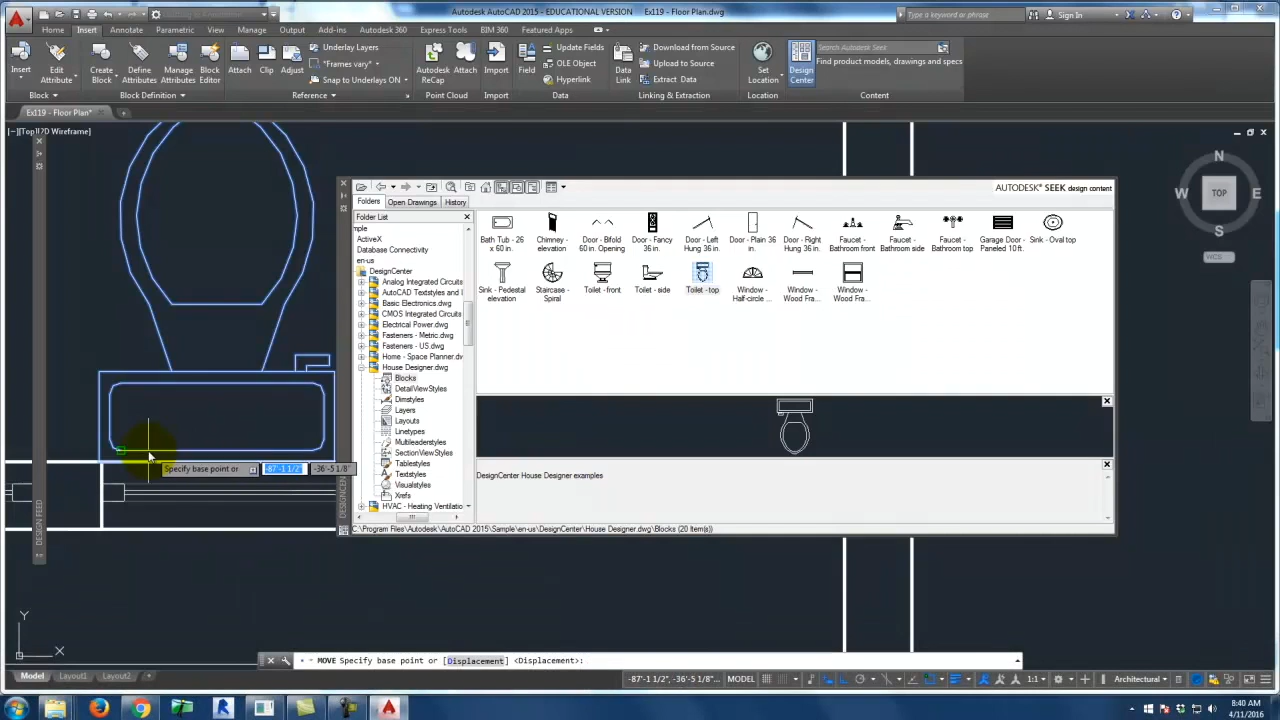 Autodesk AutoCAD 2015 - EDUCATIONAL VERSION Ex119 - Floor Plan.dwg
Type a keyword or phrase
Sign In
Home Insert Annotate Parametric View Manage Output Add-ins Autodesk 360 Express Tools BIM 360 Featured Apps
Insert
Edit Attribute
Create Block
Define Attributes
Manage Attributes
Block Editor
Attach
Clip
Adjust
Underlay Layers
*Frames vary*
Snap to Underlays ON
Autodesk ReCap
Attach
Import
Field
Update Fields
OLE Object
Hyperlink
Data Link
Download from Source
Upload to Source
Extract Data
Set Location
Design Center
Search Autodesk Seek
Find product models, drawings and specs
Block Block Definition Reference Point Cloud Import Data Linking & Extraction Location Content
Ex119 - Floor Plan*
[−][Top][2D Wireframe]
N
W TOP E
S
WCS
AUTODESK® SEEK design content
Folders Open Drawings History
Folder List
mple
ActiveX
Database Connectivity
en-us
DesignCenter
Analog Integrated Circuits
AutoCAD Textstyles and l
Basic Electronics.dwg
CMOS Integrated Circuits
Electrical Power.dwg
Fasteners - Metric.dwg
Fasteners - US.dwg
Home - Space Planner.dw
House Designer.dwg
Blocks
DetailViewStyles
Dimstyles
Layers
Layouts
Linetypes
Multileaderstyles
SectionViewStyles
Tablestyles
Textstyles
Visualstyles
Xrefs
HVAC - Heating Ventilatio
Bath Tub - 26 x 60 in.
Chimney - elevation
Door - Bifold 60 in. Opening
Door - Fancy 36 in.
Door - Left Hung 36 in.
Door - Plain 36 in.
Door - Right Hung 36 in.
Faucet - Bathroom front
Faucet - Bathroom side
Faucet - Bathroom top
Garage Door - Paneled 10 ft.
Sink - Oval top
Sink - Pedestal elevation
Staircase - Spiral
Toilet - front
Toilet - side
Toilet - top
Window - Half-circle ...
Window - Wood Fra...
Window - Wood Fra...
DesignCenter House Designer examples
C:\Program Files\Autodesk\AutoCAD 2015\Sample\en-us\DesignCenter\House Designer.dwg\Blocks (20 Item(s))
DESIGN FEED
DESIGNCEN
Specify base point or -87'-1 1/2" -36'-5 1/8"
Y
X
MOVE Specify base point or [Displacement] <Displacement>:
Model Layout1 Layout2 +
-87'-1 1/2", -36'-5 1/8"... MODEL 1:1 Architectural
8:40 AM
4/11/2016